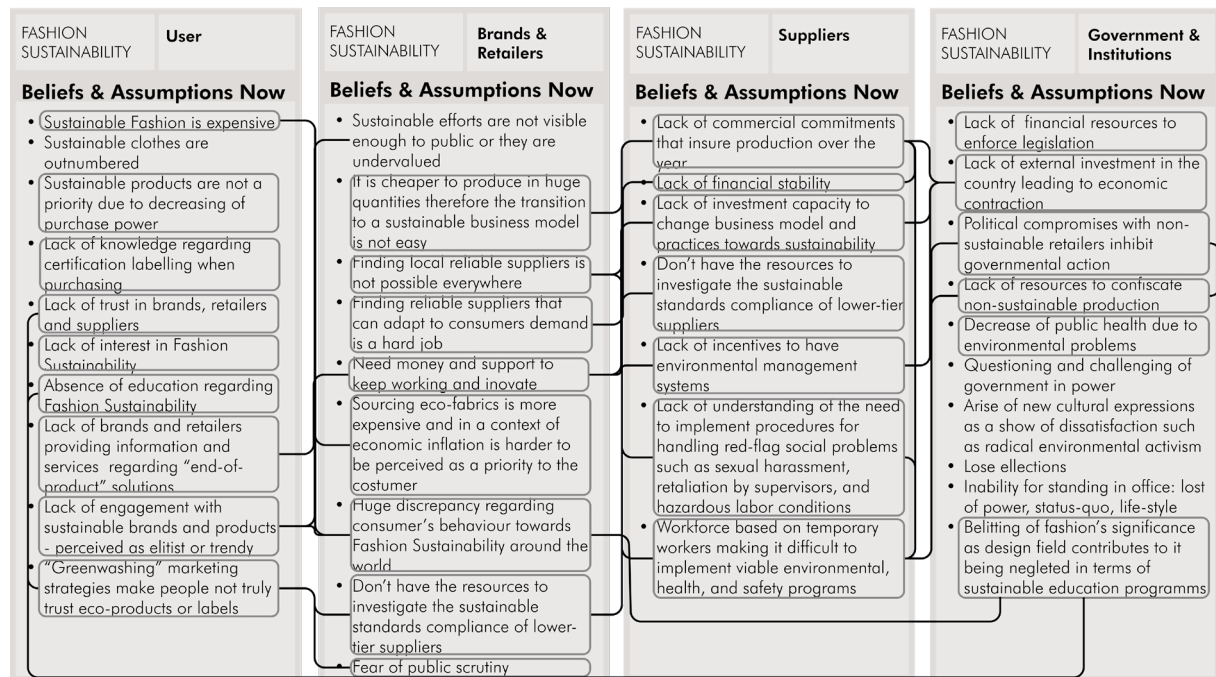 FASHION
SUSTAINABILITY
User
Beliefs & Assumptions Now
• Sustainable Fashion is expensive
• Sustainable clothes are
outnumbered
• Sustainable products are not a
priority due to decreasing of
purchase power
• Lack of knowledge regarding
certification labelling when
purchasing
• Lack of trust in brands, retailers
and suppliers
• Lack of interest in Fashion
Sustainability
• Absence of education regarding
Fashion Sustainability
• Lack of brands and retailers
providing information and
services regarding “end-of-
product” solutions
• Lack of engagement with
sustainable brands and products
- perceived as elitist or trendy
• “Greenwashing” marketing
strategies make people not truly
trust eco-products or labels
FASHION
SUSTAINABILITY
Brands &
Retailers
Beliefs & Assumptions Now
• Sustainable efforts are not visible
enough to public or they are
undervalued
• It is cheaper to produce in huge
quantities therefore the transition
to a sustainable business model
is not easy
• Finding local reliable suppliers is
not possible everywhere
• Finding reliable suppliers that
can adapt to consumers demand
is a hard job
• Need money and support to
keep working and inovate
• Sourcing eco-fabrics is more
expensive and in a context of
economic inflation is harder to
be perceived as a priority to the
costumer
• Huge discrepancy regarding
consumer’s behaviour towards
Fashion Sustainability around the
world
• Don’t have the resources to
investigate the sustainable
standards compliance of lower-
tier suppliers
• Fear of public scrutiny
FASHION
SUSTAINABILITY
Suppliers
Beliefs & Assumptions Now
• Lack of commercial commitments
that insure production over the
year
• Lack of financial stability
• Lack of investment capacity to
change business model and
practices towards sustainability
• Don’t have the resources to
investigate the sustainable
standards compliance of lower-tier
suppliers
• Lack of incentives to have
environmental management
systems
• Lack of understanding of the need
to implement procedures for
handling red-flag social problems
such as sexual harassment,
retaliation by supervisors, and
hazardous labor conditions
• Workforce based on temporary
workers making it difficult to
implement viable environmental,
health, and safety programs
FASHION
SUSTAINABILITY
Government &
Institutions
Beliefs & Assumptions Now
• Lack of financial resources to
enforce legislation
• Lack of external investment in the
country leading to economic
contraction
• Political compromises with non-
sustainable retailers inhibit
governmental action
• Lack of resources to confiscate
non-sustainable production
• Decrease of public health due to
environmental problems
• Questioning and challenging of
government in power
• Arise of new cultural expressions
as a show of dissatisfaction such
as radical environmental activism
• Lose ellections
• Inability for standing in office: lost
of power, status-quo, life-style
• Belitting of fashion’s significance
as design field contributes to it
being negleted in terms of
sustainable education programms